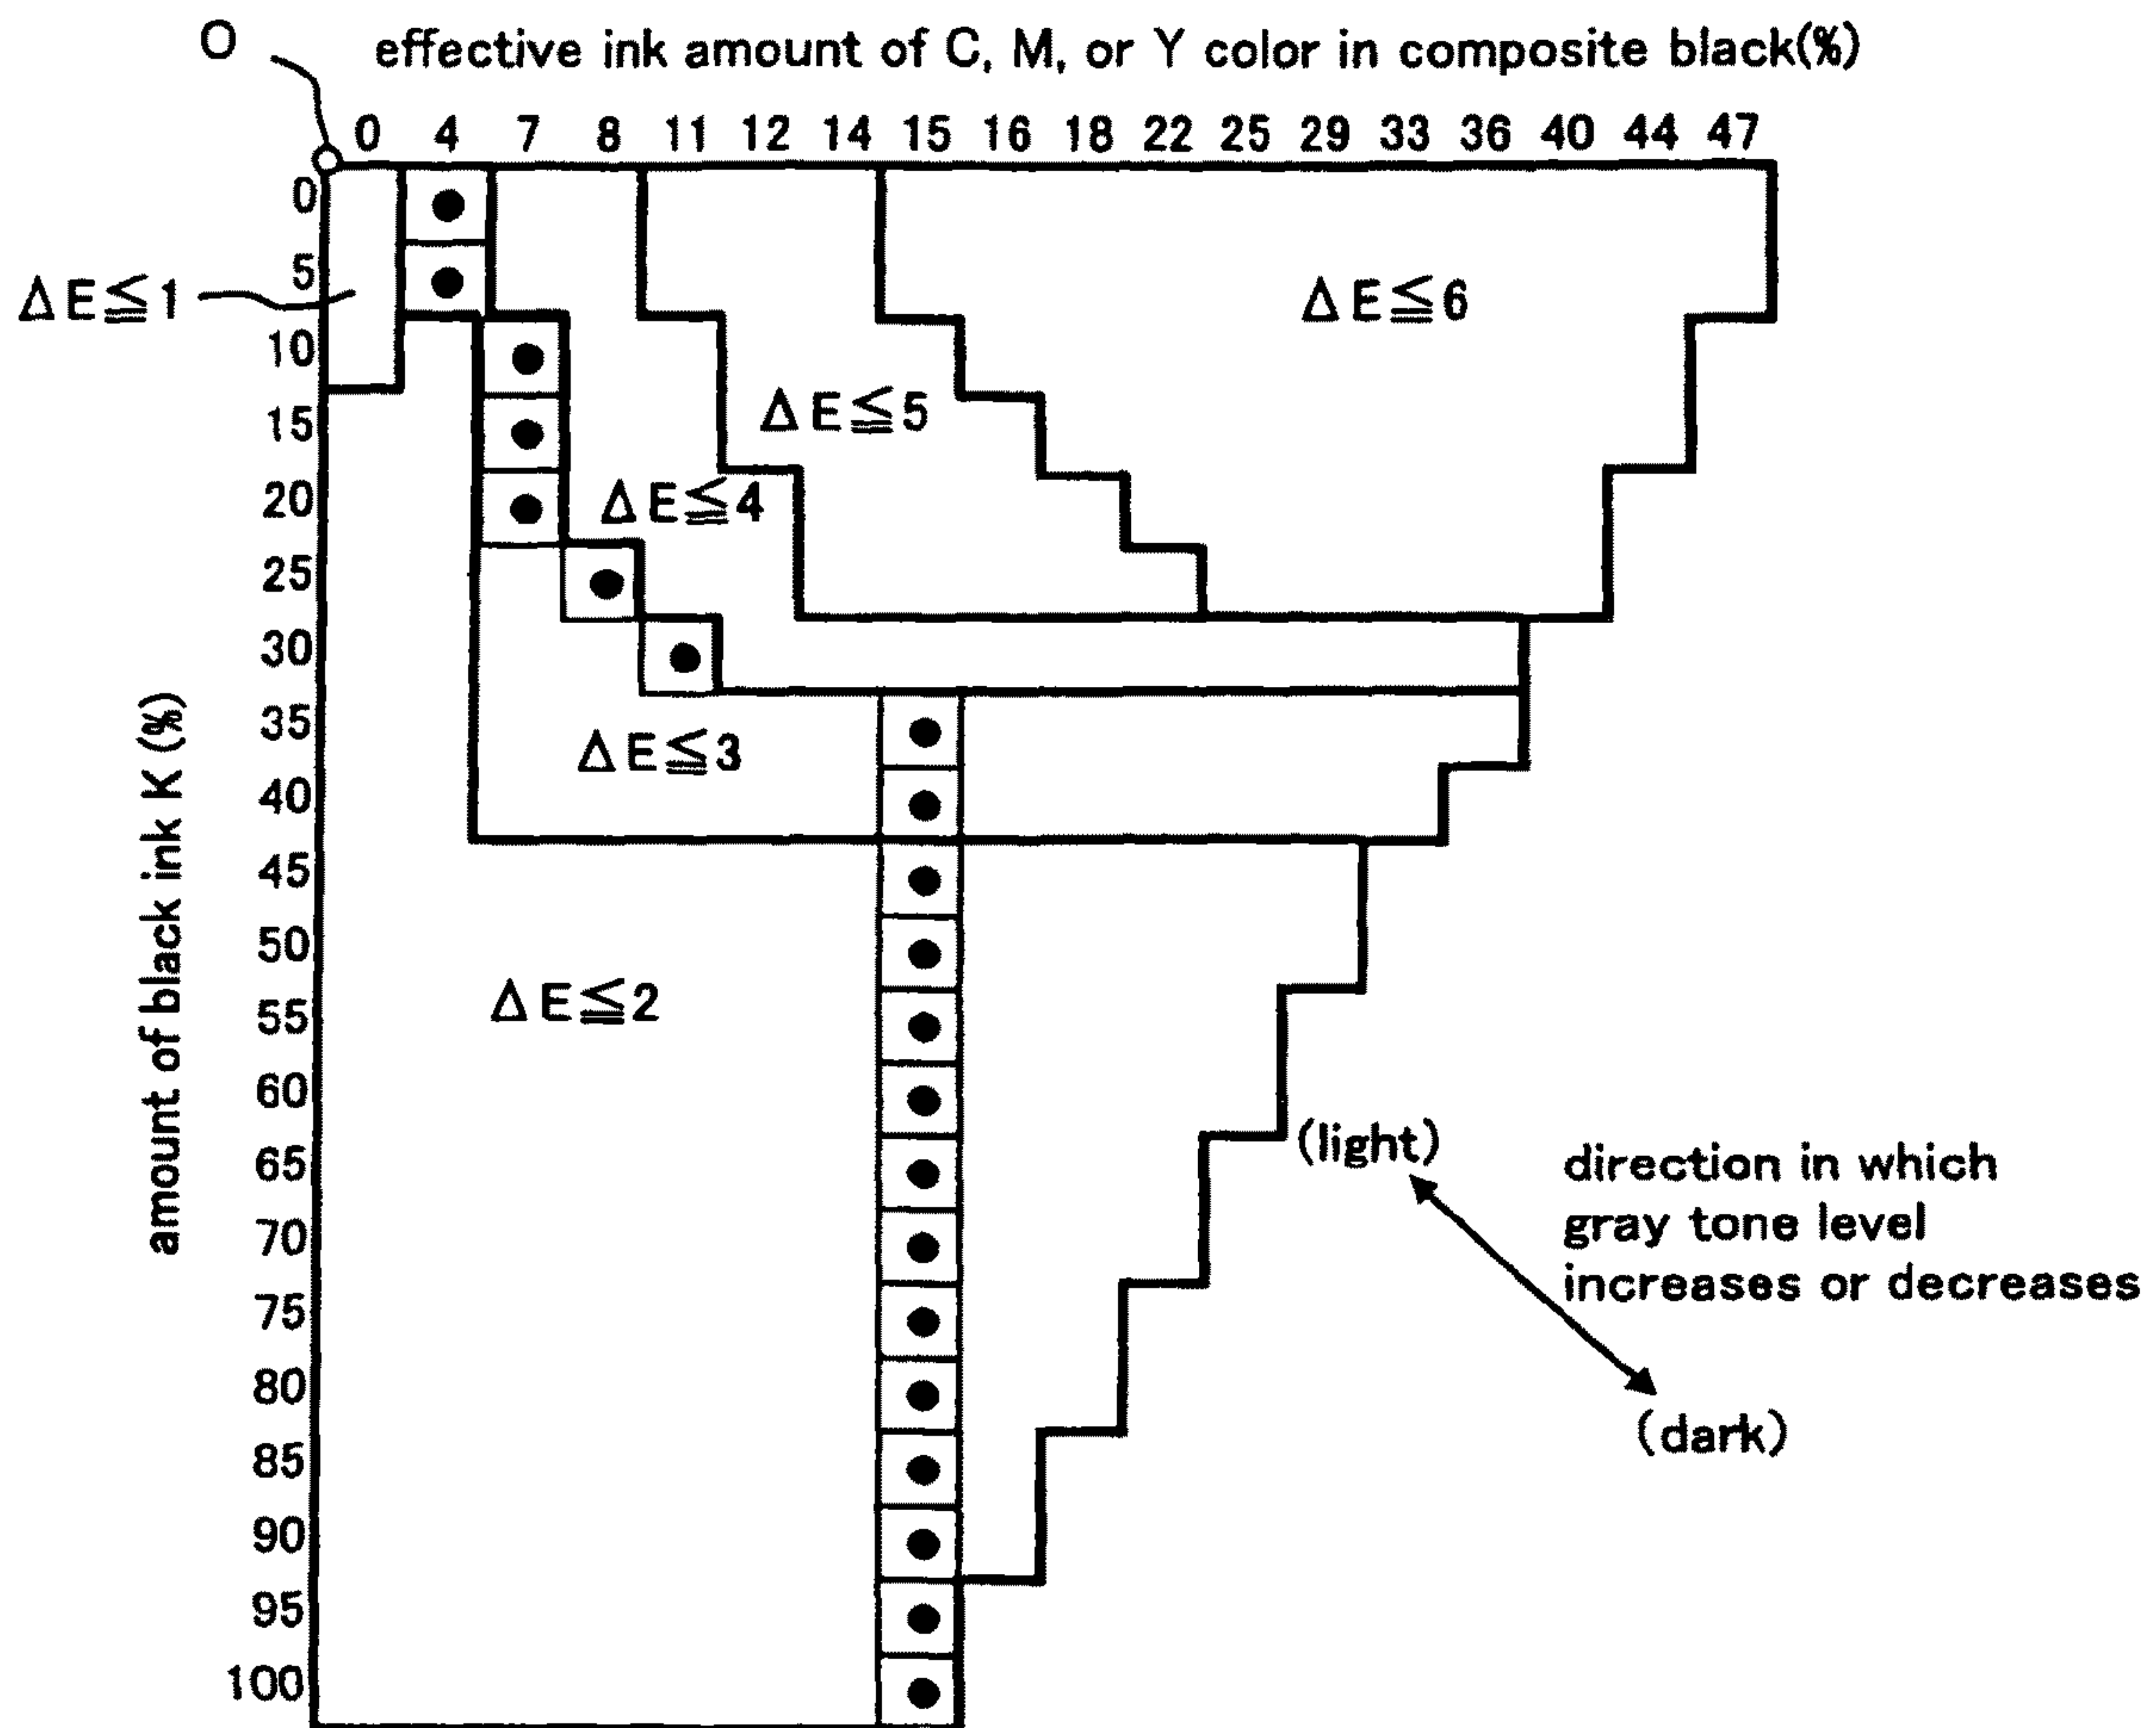 O
effective ink amount of C, M, or Y color in composite black(%)
0 4 7 8 11 12 14 15 16 18 22 25 29 33 36 40 44 47
0
5
ΔE≦1
ΔE≦6
10
15
ΔE≦5
20
ΔE≦4
25
30
35
ΔE≦3
40
45
50
55
ΔE≦2
60
65
70
75
80
85
90
95
100
amount of black ink K (%)
(light)
direction in which
gray tone level
increases or decreases
(dark)